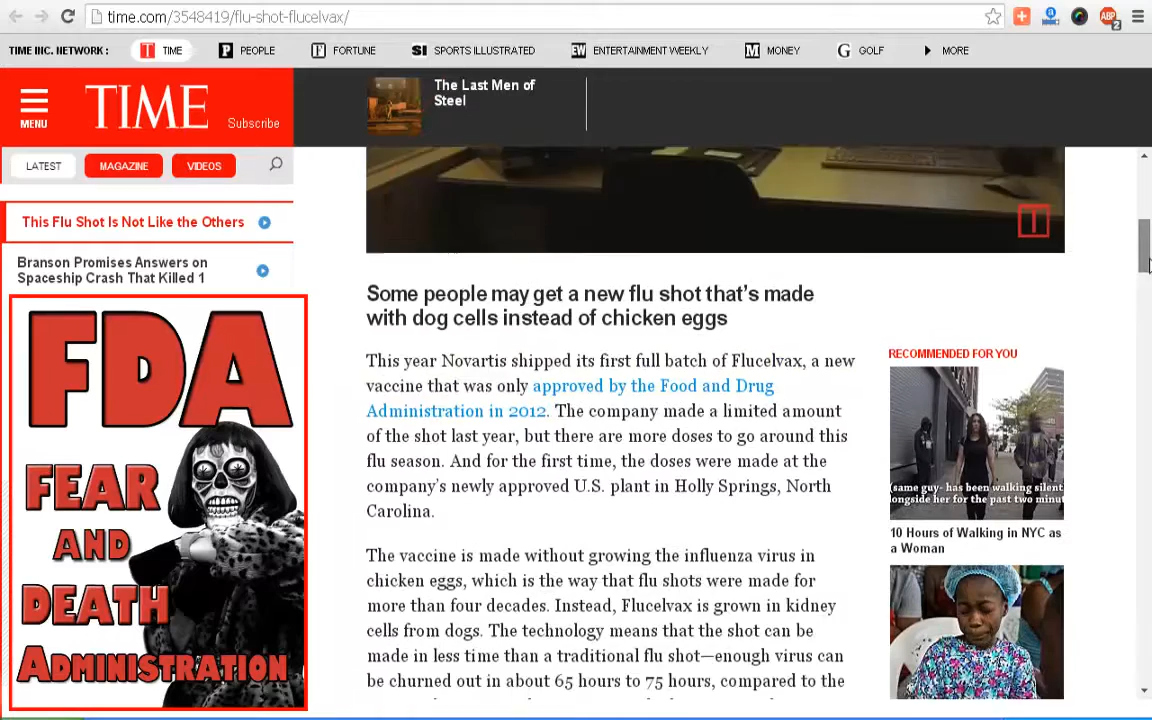 time.com/3548419/flu-shot-flucelvax/
ABP
2
TIME INC. NETWORK :
T TIME
P PEOPLE
F FORTUNE
SI SPORTS ILLUSTRATED
EW ENTERTAINMENT WEEKLY
M MONEY
G GOLF
MORE
MENU
TIME
Subscribe
The Last Men of
Steel
LATEST
MAGAZINE
VIDEOS
This Flu Shot Is Not Like the Others
Branson Promises Answers on
Spaceship Crash That Killed 1
FDA
FEAR
AND
DEATH
ADMINISTRATION
T
Some people may get a new flu shot that's made
with dog cells instead of chicken eggs
This year Novartis shipped its first full batch of Flucelvax, a new
vaccine that was only approved by the Food and Drug
Administration in 2012. The company made a limited amount
of the shot last year, but there are more doses to go around this
flu season. And for the first time, the doses were made at the
company's newly approved U.S. plant in Holly Springs, North
Carolina.
The vaccine is made without growing the influenza virus in
chicken eggs, which is the way that flu shots were made for
more than four decades. Instead, Flucelvax is grown in kidney
cells from dogs. The technology means that the shot can be
made in less time than a traditional flu shot—enough virus can
be churned out in about 65 hours to 75 hours, compared to the
RECOMMENDED FOR YOU
(same guy- has been walking silent
longside her for the past two minut
10 Hours of Walking in NYC as
a Woman